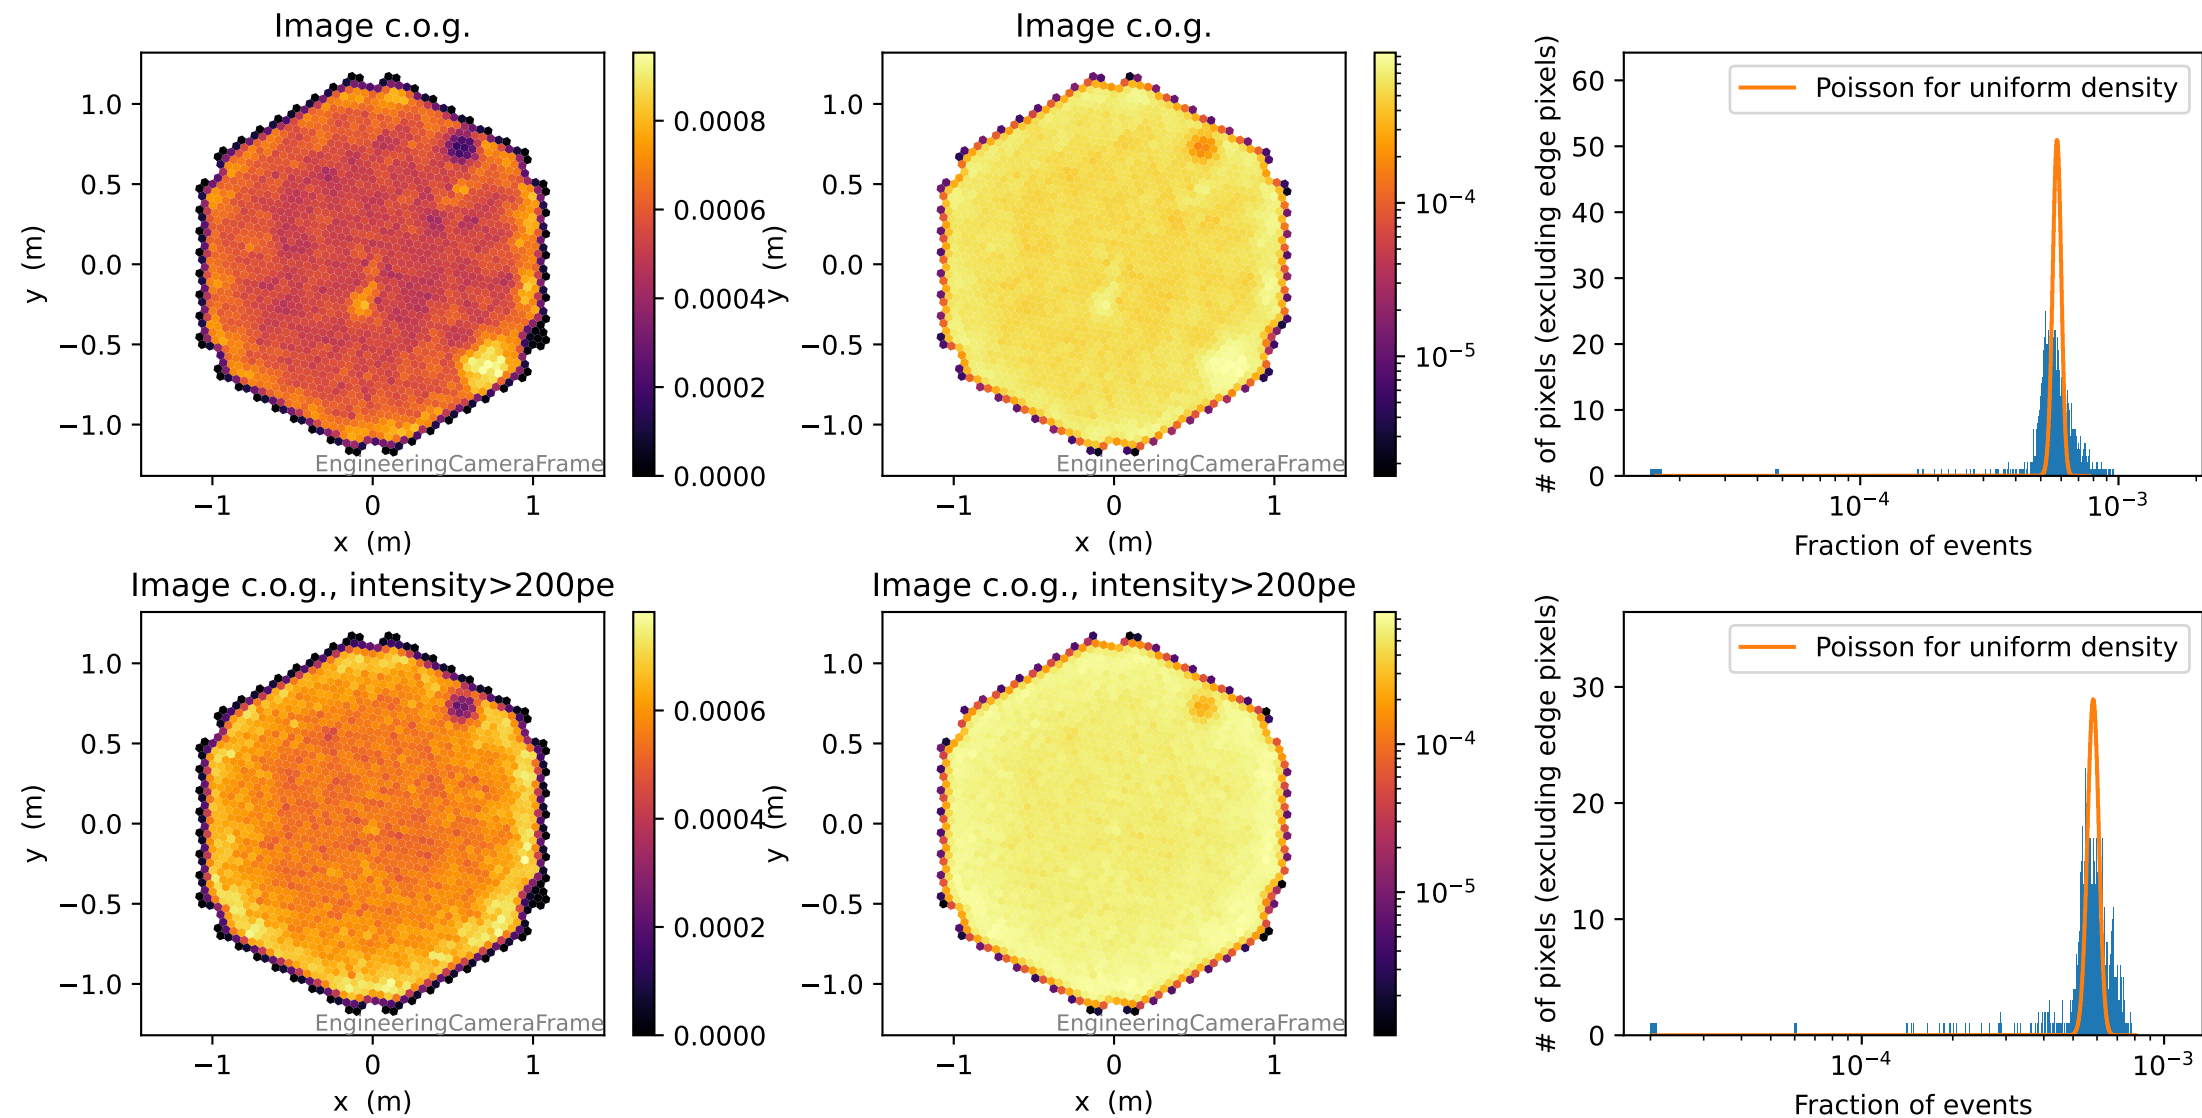 Image c.o.g.
1.0
0.5
0.0
−0.5
−1.0
y (m)
−1
0
1
x (m)
EngineeringCameraFrame
0.0008
0.0006
0.0004
0.0002
0.0000
Image c.o.g.
1.0
0.5
0.0
−0.5
−1.0
y (m)
−1
0
1
x (m)
EngineeringCameraFrame
10⁻⁴
10⁻⁵
# of pixels (excluding edge pixels)
60
50
40
30
20
10
0
Poisson for uniform density
10⁻⁴
10⁻³
Fraction of events
Image c.o.g., intensity>200pe
1.0
0.5
0.0
−0.5
−1.0
y (m)
−1
0
1
x (m)
EngineeringCameraFrame
0.0006
0.0004
0.0002
0.0000
Image c.o.g., intensity>200pe
1.0
0.5
0.0
−0.5
−1.0
y (m)
−1
0
1
x (m)
EngineeringCameraFrame
10⁻⁴
10⁻⁵
# of pixels (excluding edge pixels)
30
20
10
0
Poisson for uniform density
10⁻⁴
10⁻³
Fraction of events